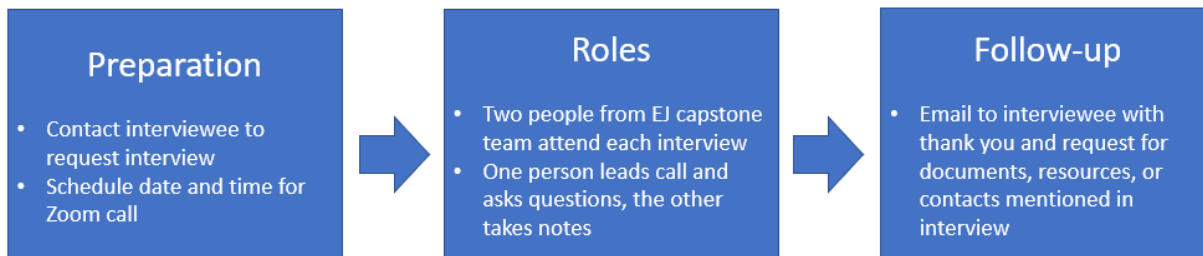 Preparation
• Contact interviewee to
request interview
• Schedule date and time for
Zoom call
Roles
• Two people from EJ capstone
team attend each interview
• One person leads call and
asks questions, the other
takes notes
Follow-up
• Email to interviewee with
thank you and request for
documents, resources, or
contacts mentioned in
interview